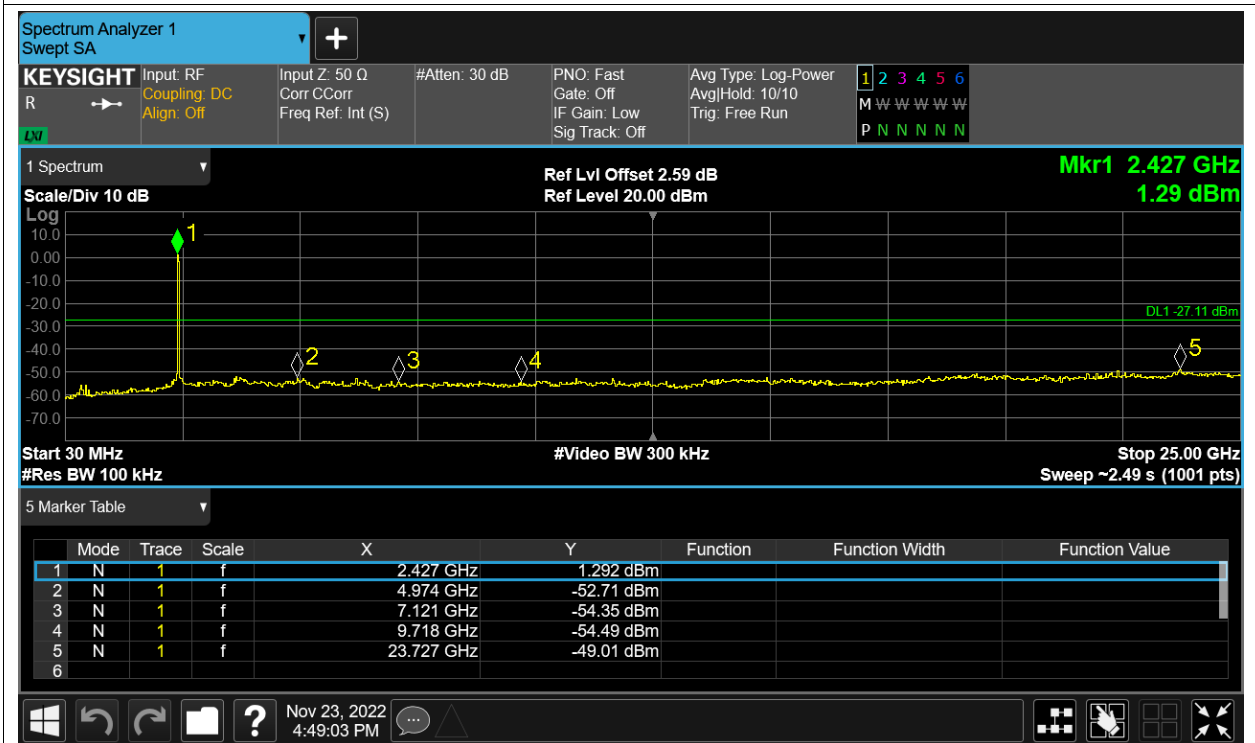 Spectrum Analyzer 1
Swept SA
KEYSIGHT
R
LXI
Input: RF
Coupling: DC
Align: Off
Input Z: 50 Ω
Corr CCorr
Freq Ref: Int (S)
#Atten: 30 dB
PNO: Fast
Gate: Off
IF Gain: Low
Sig Track: Off
Avg Type: Log-Power
Avg|Hold: 10/10
Trig: Free Run
1 2 3 4 5 6
M W W W W W
P N N N N N
1 Spectrum
Scale/Div 10 dB
Ref Lvl Offset 2.59 dB
Ref Level 20.00 dBm
Mkr1 2.427 GHz
1.29 dBm
Log
10.0
0.00
-10.0
-20.0
-30.0
-40.0
-50.0
-60.0
-70.0
1
2
3
4
5
DL1 -27.11 dBm
Start 30 MHz
#Res BW 100 kHz
#Video BW 300 kHz
Stop 25.00 GHz
Sweep ~2.49 s (1001 pts)
5 Marker Table
Mode Trace Scale X Y Function Function Width Function Value
1 N 1 f 2.427 GHz 1.292 dBm
2 N 1 f 4.974 GHz -52.71 dBm
3 N 1 f 7.121 GHz -54.35 dBm
4 N 1 f 9.718 GHz -54.49 dBm
5 N 1 f 23.727 GHz -49.01 dBm
6
?
Nov 23, 2022
4:49:03 PM